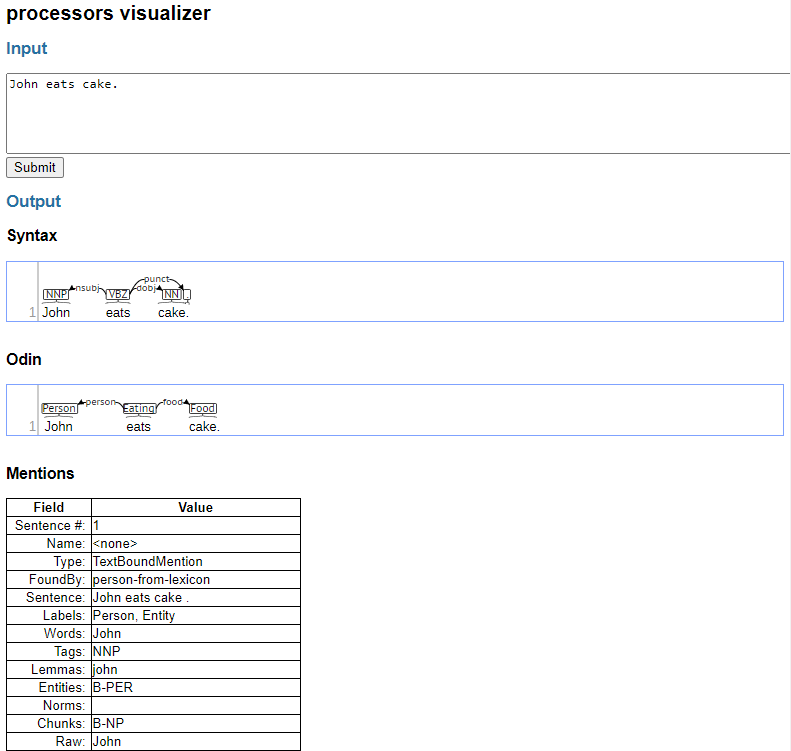 processors visualizer
Input
John eats cake.
Submit
Output
Syntax
punct
nsubj dobj
NNP VBZ NN .
1 John eats cake.
Odin
person food
Person Eating Food
1 John eats cake.
Mentions
Field Value
Sentence #: 1
Name: <none>
Type: TextBoundMention
FoundBy: person-from-lexicon
Sentence: John eats cake .
Labels: Person, Entity
Words: John
Tags: NNP
Lemmas: john
Entities: B-PER
Norms:
Chunks: B-NP
Raw: John